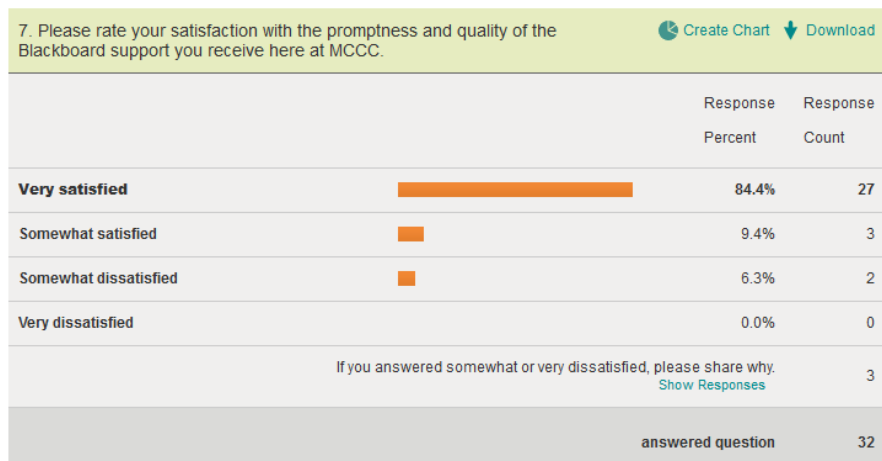 7. Please rate your satisfaction with the promptness and quality of the
Blackboard support you receive here at MCCC.
Create Chart Download
Response Response
Percent Count
Very satisfied 84.4% 27
Somewhat satisfied 9.4% 3
Somewhat dissatisfied 6.3% 2
Very dissatisfied 0.0% 0
If you answered somewhat or very dissatisfied, please share why.
Show Responses
3
answered question 32